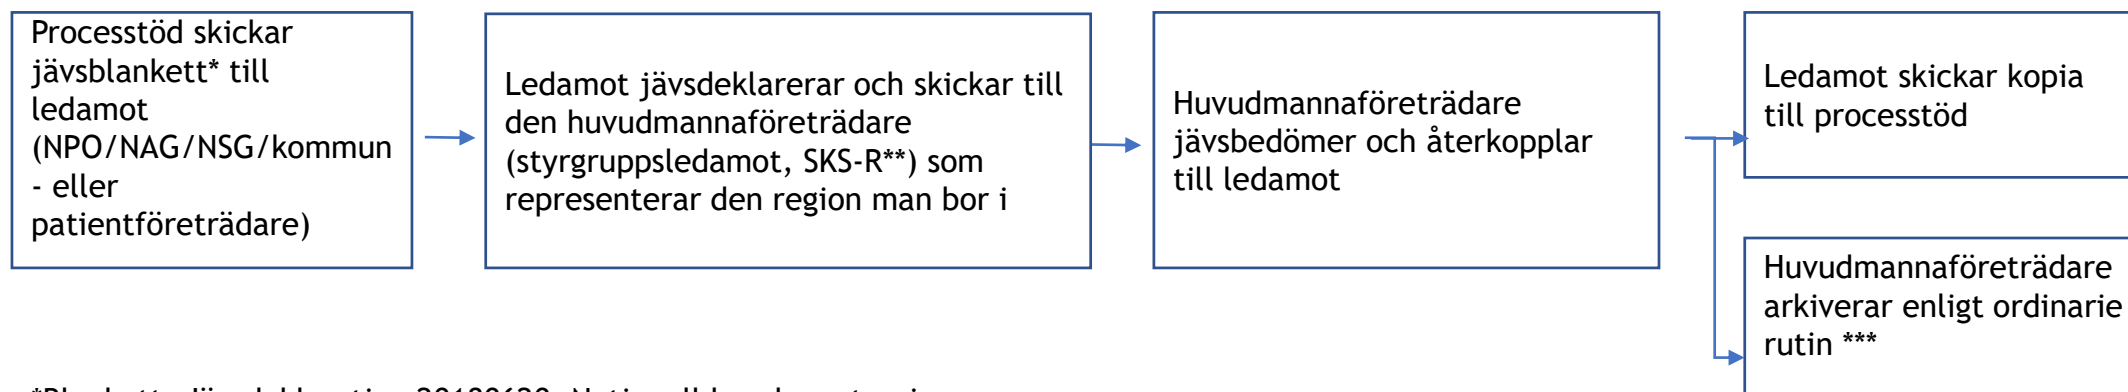 Processtöd skickar
jävsblankett* till
ledamot
(NPO/NAG/NSG/kommun
- eller
patientföreträdare)
Ledamot jävsdeklarerar och skickar till
den huvudmannaföreträdare
(styrgruppsledamot, SKS-R**) som
representerar den region man bor i
Huvudmannaföreträdare
jävsbedömer och återkopplar
till ledamot
Ledamot skickar kopia
till processtöd
Huvudmannaföreträdare
arkiverar enligt ordinarie
rutin ***